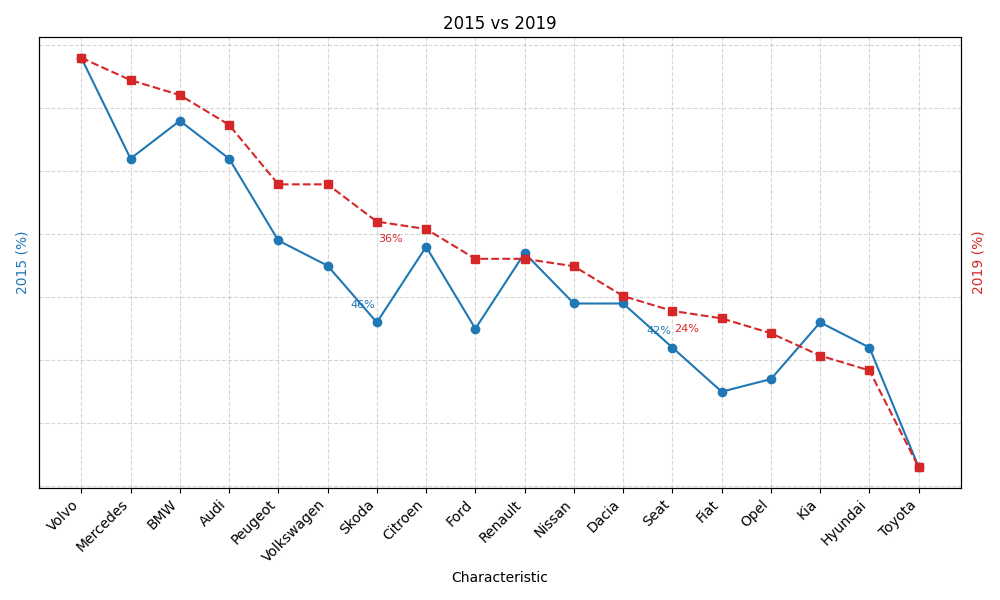 2015 vs 2019
2015 (%)
2019 (%)
36%
46%
42%
24%
Volvo
Mercedes
BMW
Audi
Peugeot
Volkswagen
Skoda
Citroen
Ford
Renault
Nissan
Dacia
Seat
Fiat
Opel
Kia
Hyundai
Toyota
Characteristic